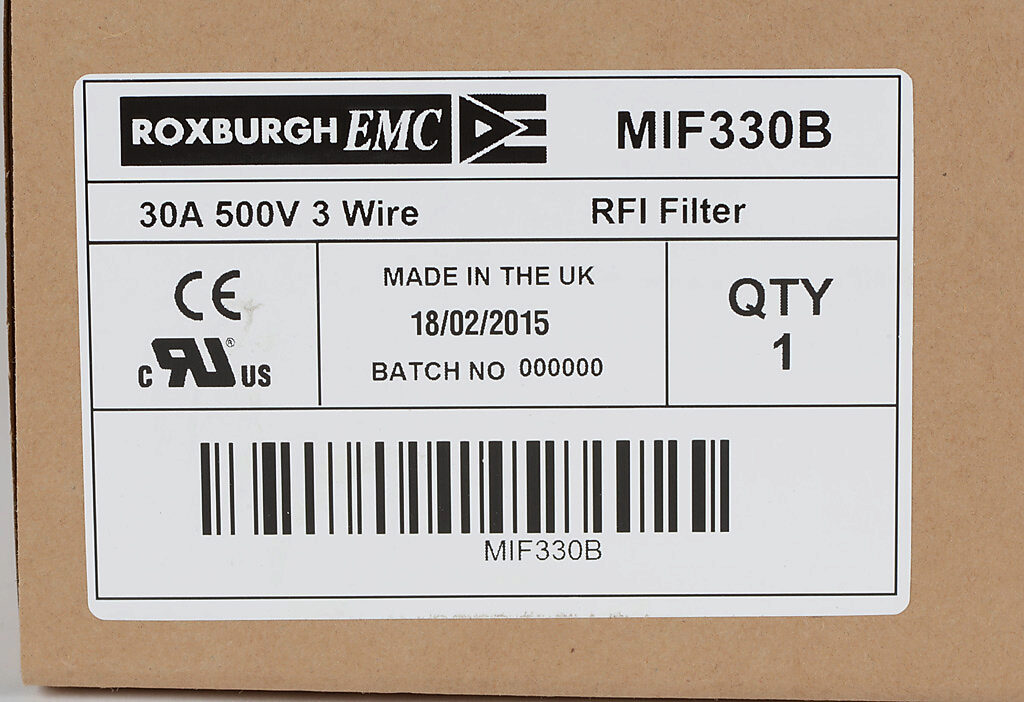 ROXBURGH EMC MIF330B
30A 500V 3 Wire RFI Filter
CE
c RU® US
MADE IN THE UK
18/02/2015
BATCH NO 000000
QTY
1
MIF330B